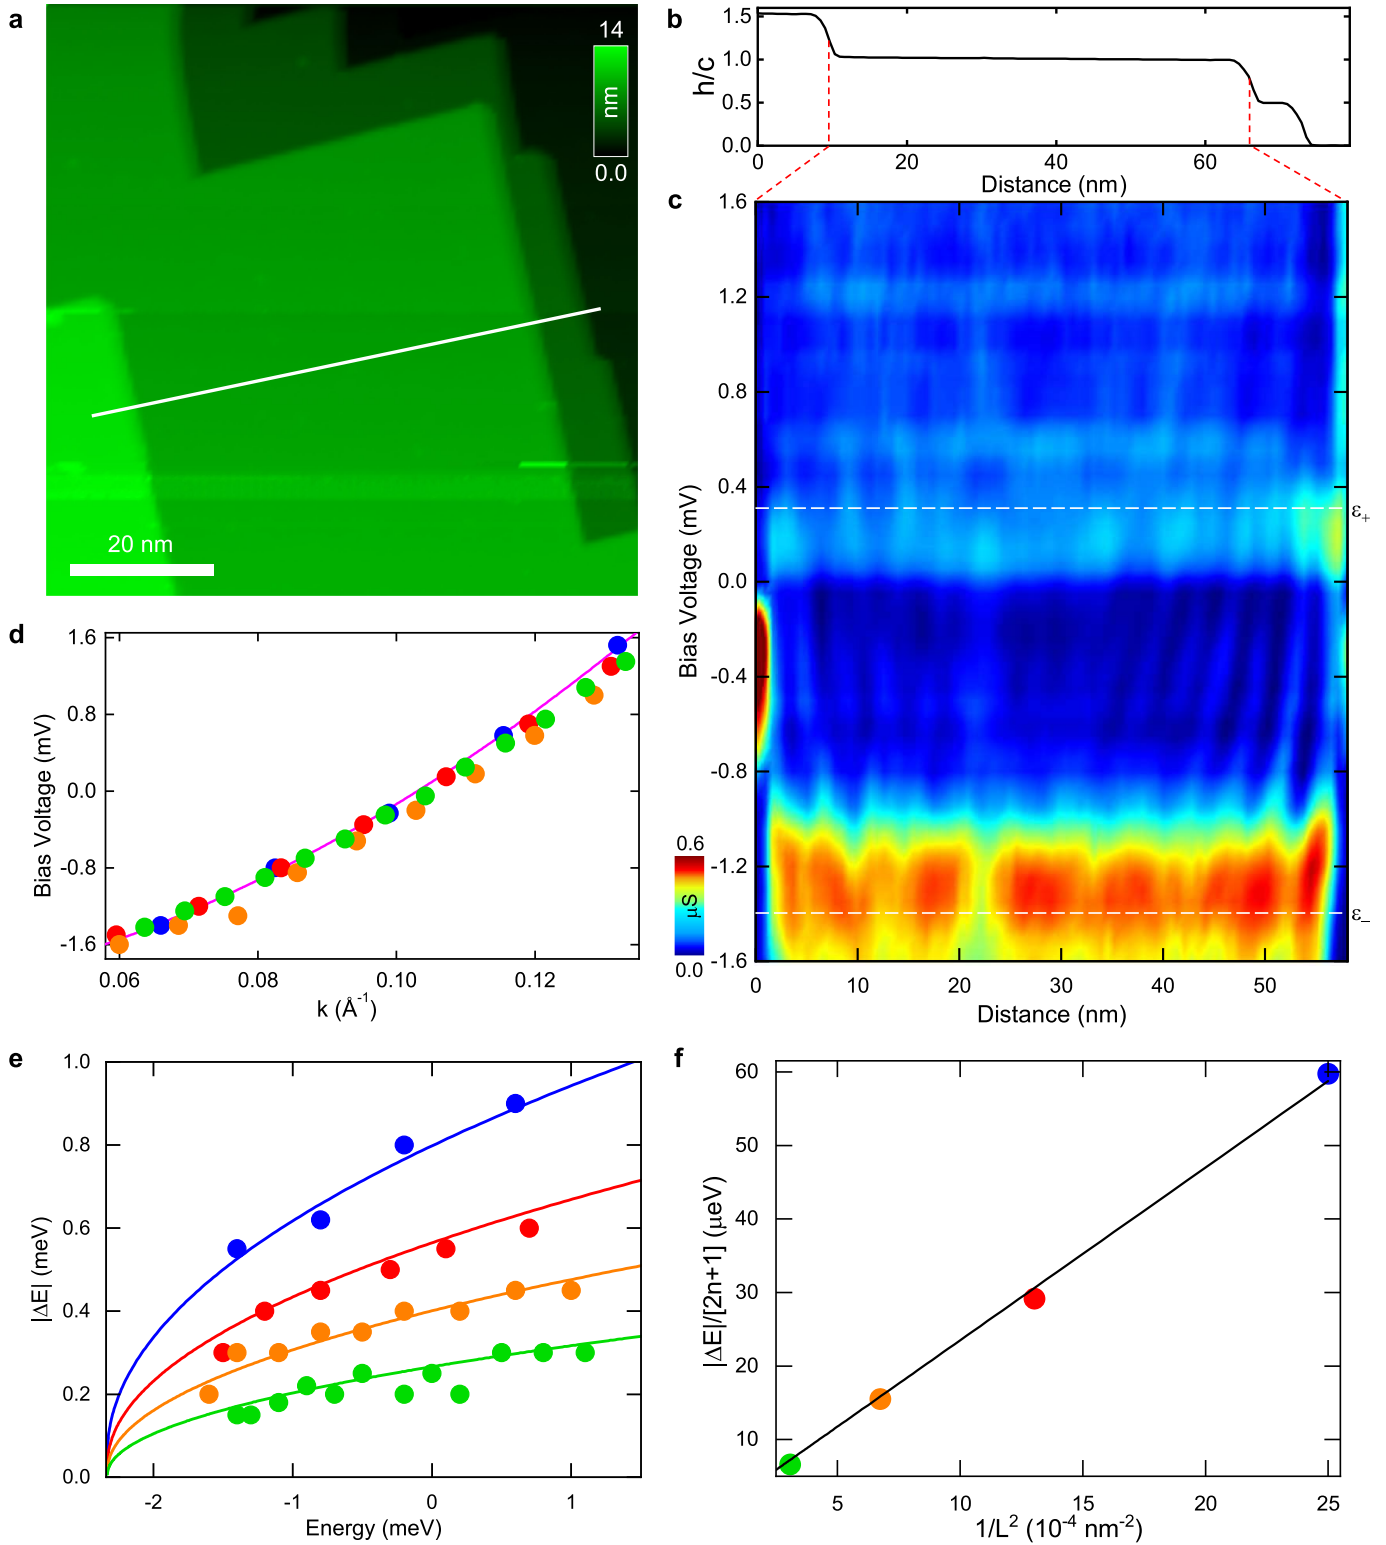 a
14
nm
0.0
20 nm
b
1.5
1.0
0.5
0.0
h/c
0
20
40
60
Distance (nm)
c
1.6
1.2
0.8
0.4
0.0
-0.4
-0.8
-1.2
-1.6
Bias Voltage (mV)
ε+
ε−
0.6
μS
0.0
0
10
20
30
40
50
Distance (nm)
d
1.6
0.8
0.0
-0.8
-1.6
Bias Voltage (mV)
0.06
0.08
0.10
0.12
k (Å⁻¹)
e
1.0
0.8
0.6
0.4
0.2
0.0
|ΔE| (meV)
-2
-1
0
1
Energy (meV)
f
60
50
40
30
20
10
|ΔE|/[2n+1] (μeV)
5
10
15
20
25
1/L² (10⁻⁴ nm⁻²)